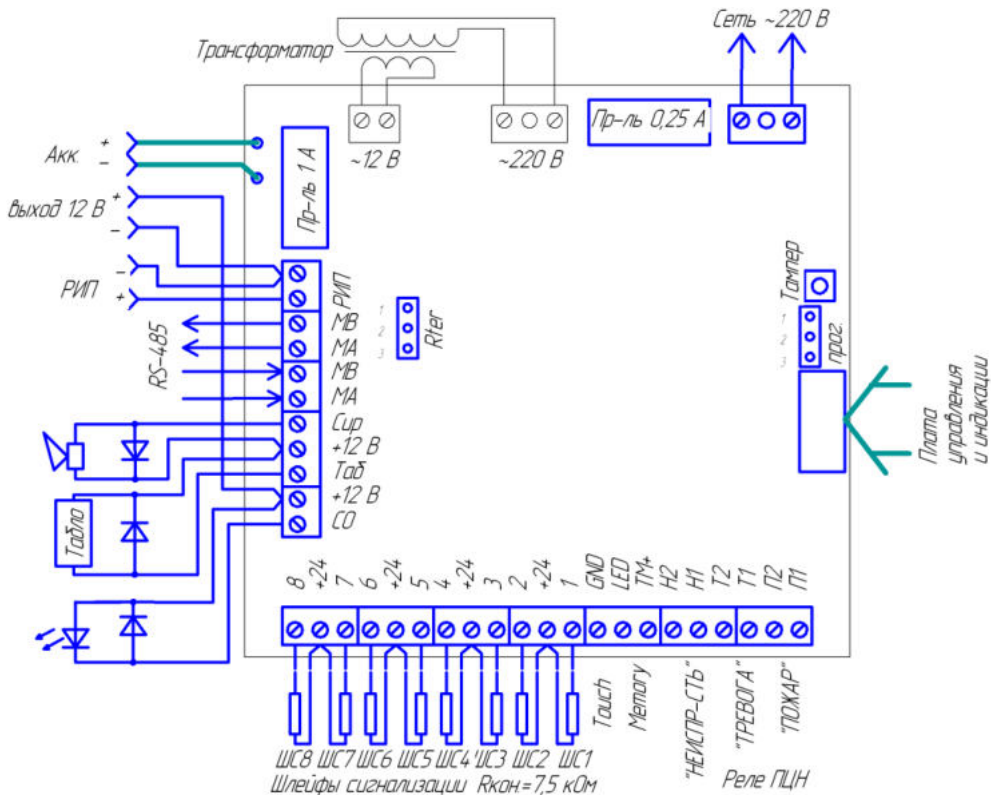 Сеть ~220 В
Трансформатор
~12 В
~220 В
Пр-ль 0,25 А
Пр-ль 1 А
Акк.
+
-
выход 12 В
+
-
РИП
-
+
RS-485
РИП
МВ
МА
МВ
МА
Сир
+12 В
Таб
+12 В
СО
1
2
3
Rter
Тампер
1
2
3
прог.
Плата
управления
и индикации
Табло
8 +24 7 6 +24 5 4 +24 3 2 +24 1 GND LED TM+ Н2 Н1 Т2 Т1 П2 П1
Touch
Memory
"НЕИСПР-СТЬ"
"ТРЕВОГА"
"ПОЖАР"
ШС8 ШС7 ШС6 ШС5 ШС4 ШС3 ШС2 ШС1
Шлейфы сигнализации Rкон.=7,5 кОм
Реле ПЦН